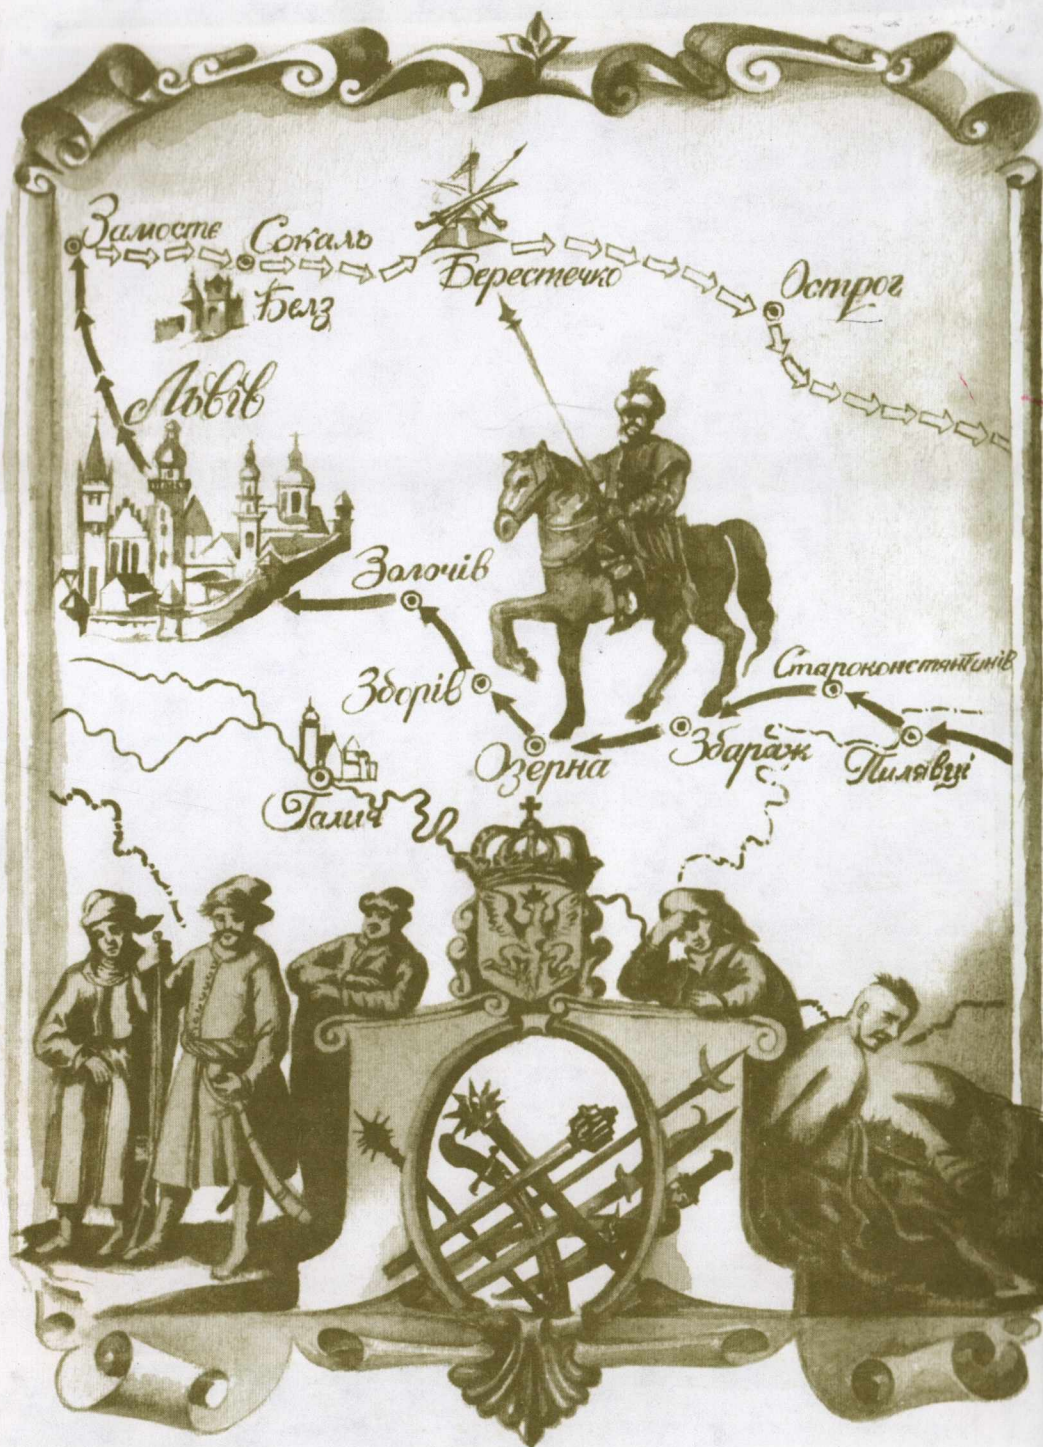 Замостє
Сокаль
Белз
Берестечко
Острог
Львів
Золочів
Зборів
Озерна
Збараж
Староконстянтинів
Пилявці
Галич